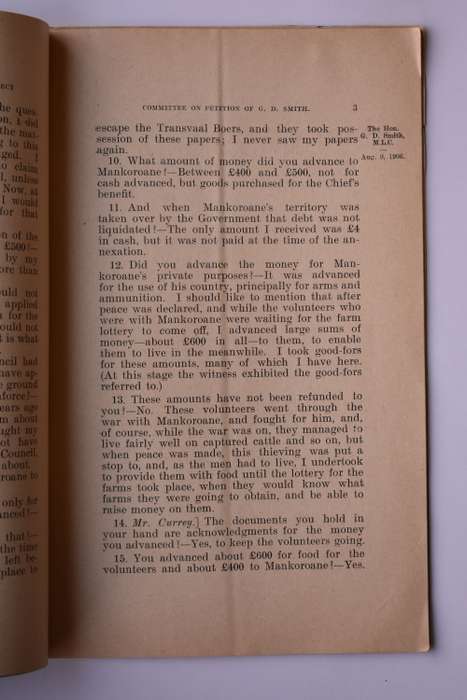 COMMITTEE ON PETITION OF G. D. SMITH.
3
The Hon.
G. D. Smith,
M.L.C.
Aug. 9, 1906.
escape the Transvaal Boers, and they took pos-
session of these papers; I never saw my papers
again.
10. What amount of money did you advance to
Mankoroane?—Between £400 and £500, not for
cash advanced, but goods purchased for the Chief's
benefit.
11. And when Mankoroane's territory was
taken over by the Government that debt was not
liquidated?—The only amount I received was £4
in cash, but it was not paid at the time of the an-
nexation.
12. Did you advance the money for Man-
koroane's private purposes?—It was advanced
for the use of his country, principally for arms and
ammunition. I should like to mention that after
peace was declared, and while the volunteers who
were with Mankoroane were waiting for the farm
lottery to come off, I advanced large sums of
money—about £600 in all—to them, to enable
them to live in the meanwhile. I took good-fors
for these amounts, many of which I have here.
(At this stage the witness exhibited the good-fors
referred to.)
13. These amounts have not been refunded to
you?—No. These volunteers went through the
war with Mankoroane, and fought for him, and,
of course, while the war was on, they managed to
live fairly well on captured cattle and so on, but
when peace was made, this thieving was put a
stop to, and, as the men had to live, I undertook
to provide them with food until the lottery for the
farms took place, when they would know what
farms they were going to obtain, and be able to
raise money on them.
14. Mr. Currey.] The documents you hold in
your hand are acknowledgments for the money
you advanced?—Yes, to keep the volunteers going.
15. You advanced about £600 for food for the
volunteers and about £400 to Mankoroane?—Yes.